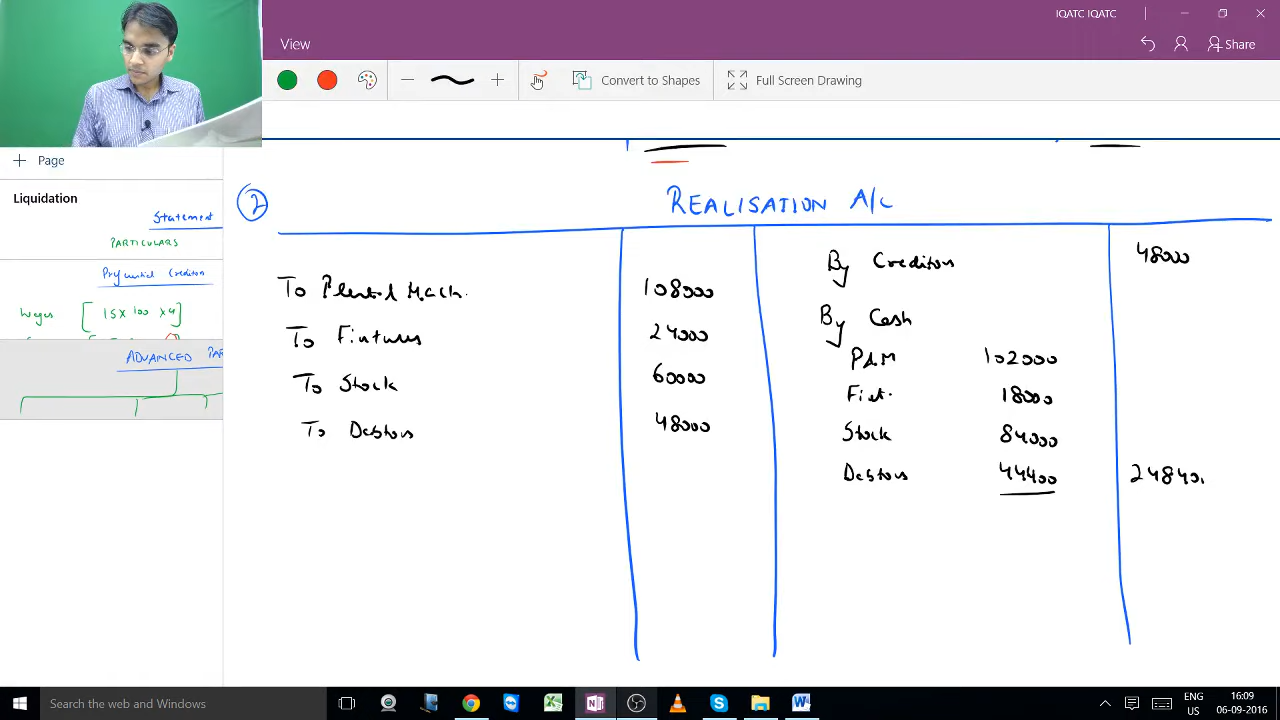 IQATC IQATC
View
Share
Convert to Shapes
Full Screen Drawing
+ Page
Liquidation
Statement
PARTICULARS
Preferential Creditors
Wages [15 x 100 x 4]
ADVANCED PAR
2
REALISATION A/C
By Creditors 48000
To Plant & Mach. 108000
By Cash
To Fixtures 24000
P&M 102000
To Stock 60000
Fixt. 18000
To Debtors 48000
Stock 84000
Debtors 44400 24840
Search the web and Windows
ENG
US
16:09
06-09-2016